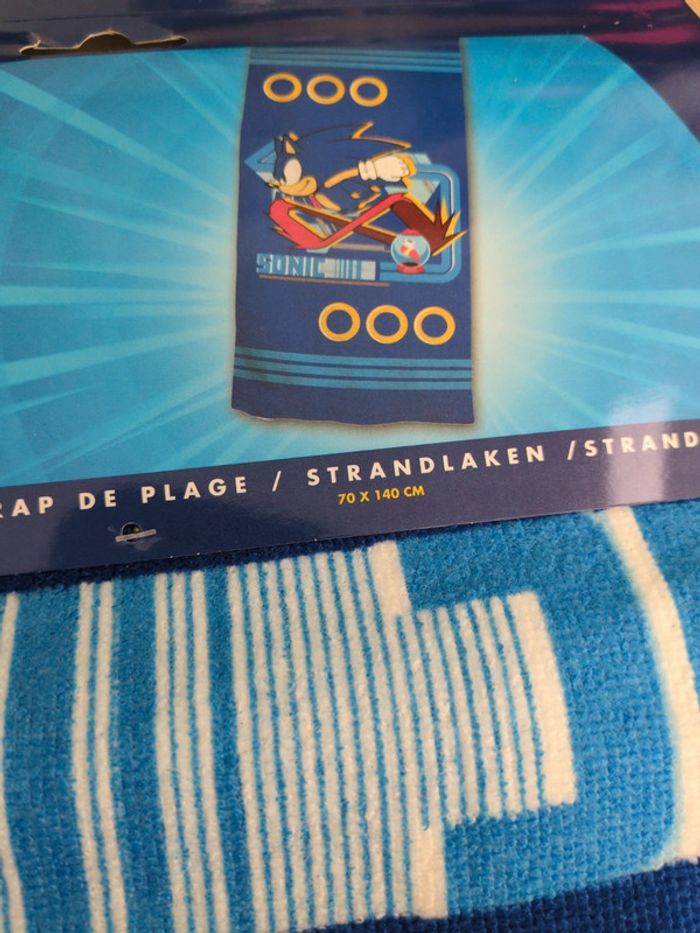 SONIC
RAP DE PLAGE / STRANDLAKEN / STRAND
70 X 140 CM